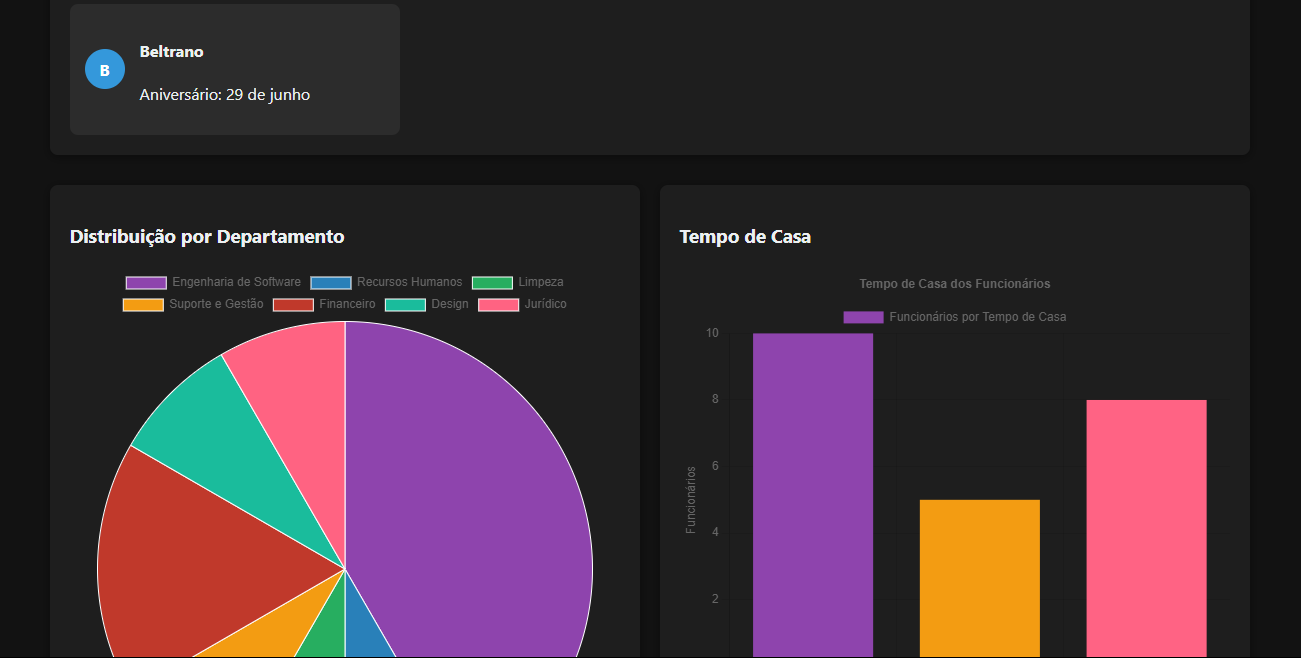 B
Beltrano
Aniversário: 29 de junho
Distribuição por Departamento
Engenharia de Software Recursos Humanos Limpeza
Suporte e Gestão Financeiro Design Jurídico
Tempo de Casa
Tempo de Casa dos Funcionários
Funcionários por Tempo de Casa
10
8
6
4
2
Funcionários